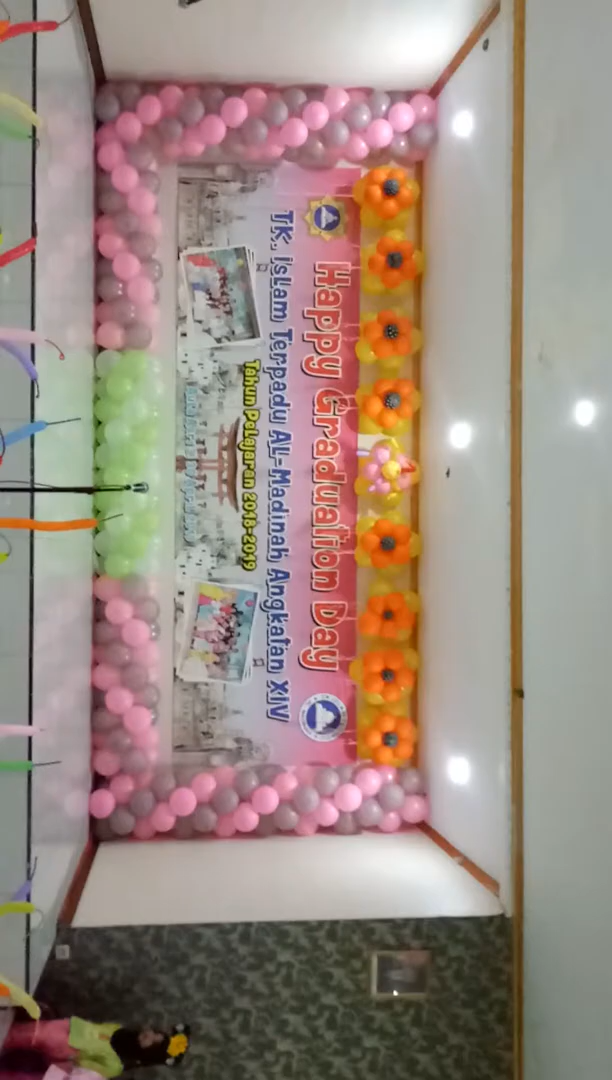 Happy Graduation Day
TK. Islam Terpadu AL-Madinah Angkatan XIV
Tahun Pelajaran 2018-2019